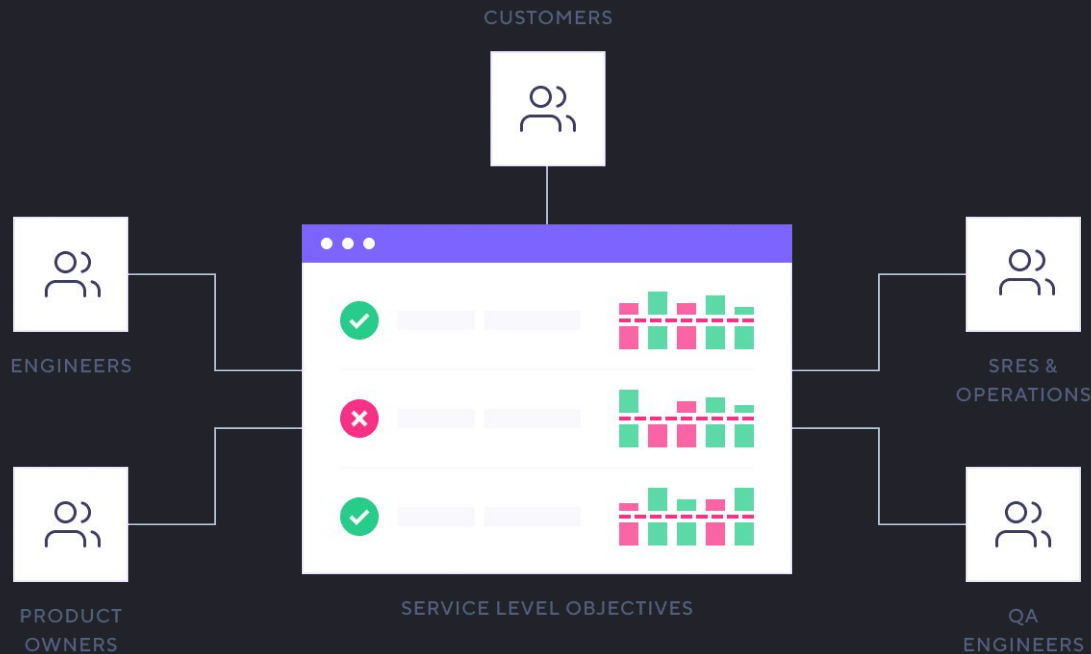 CUSTOMERS
ENGINEERS
SRES &
OPERATIONS
PRODUCT
OWNERS
SERVICE LEVEL OBJECTIVES
QA
ENGINEERS